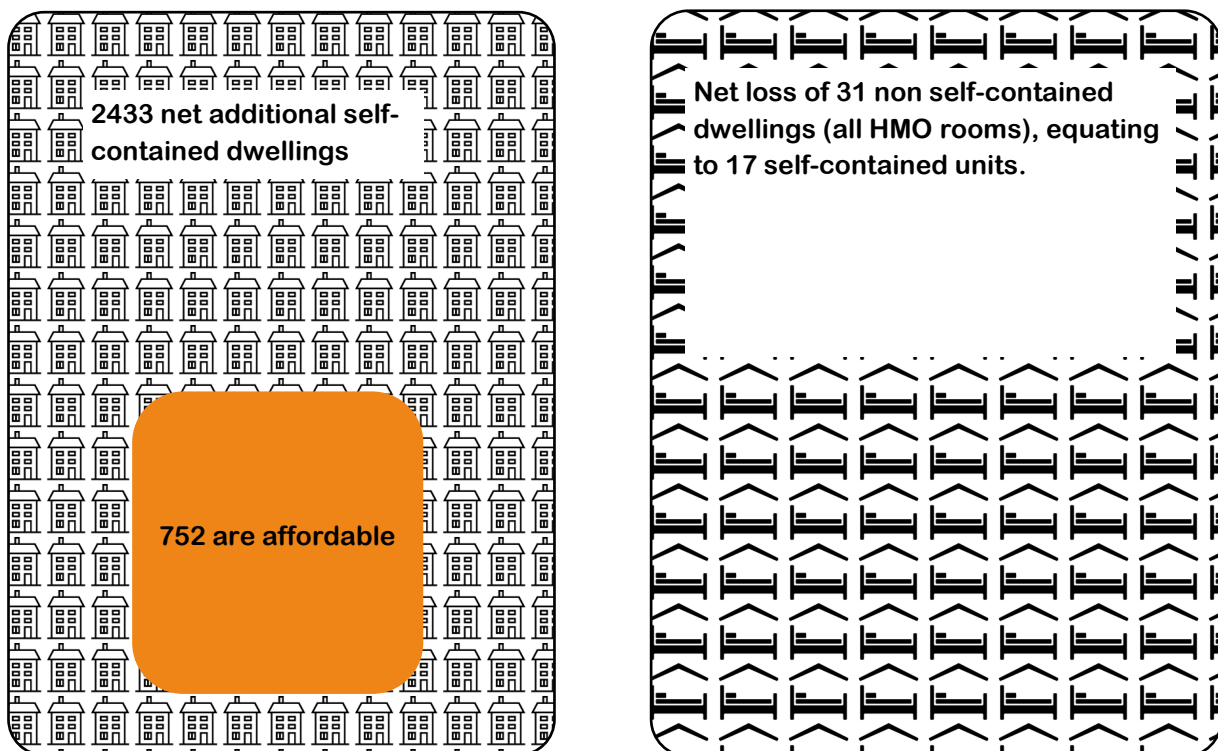 2433 net additional self-
contained dwellings
752 are affordable
Net loss of 31 non self-contained
dwellings (all HMO rooms), equating
to 17 self-contained units.